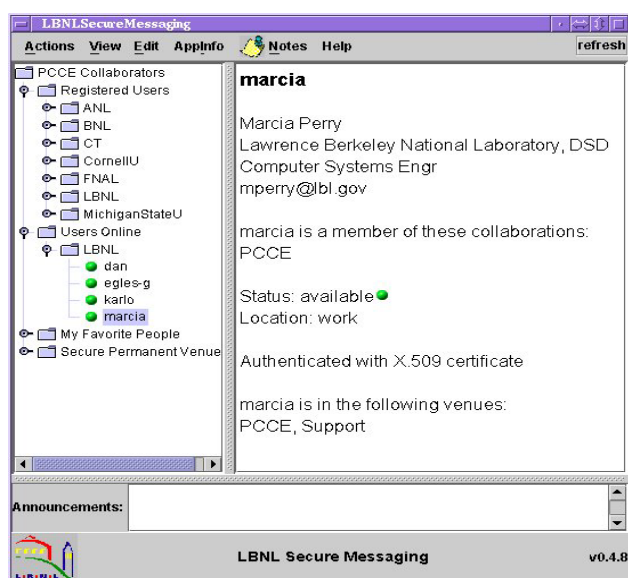 LBNLSecureMessaging
Actions View Edit AppInfo Notes Help refresh
PCCE Collaborators
Registered Users
ANL
BNL
CT
CornellU
FNAL
LBNL
MichiganStateU
Users Online
LBNL
dan
egles-g
karlo
marcia
My Favorite People
Secure Permanent Venue
marcia
Marcia Perry
Lawrence Berkeley National Laboratory, DSD
Computer Systems Engr
mperry@lbl.gov
marcia is a member of these collaborations:
PCCE
Status: available
Location: work
Authenticated with X.509 certificate
marcia is in the following venues:
PCCE, Support
Announcements:
LBNL Secure Messaging v0.4.8